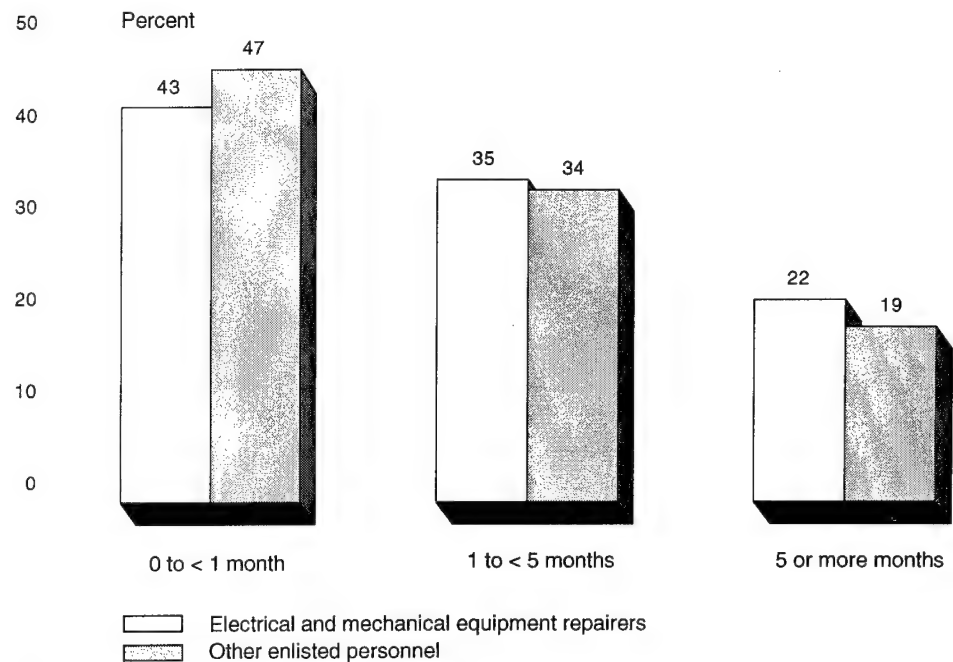 50 Percent
47
43
40
35 34
30
22
20
19
10
0
0 to < 1 month 1 to < 5 months 5 or more months
Electrical and mechanical equipment repairers
Other enlisted personnel